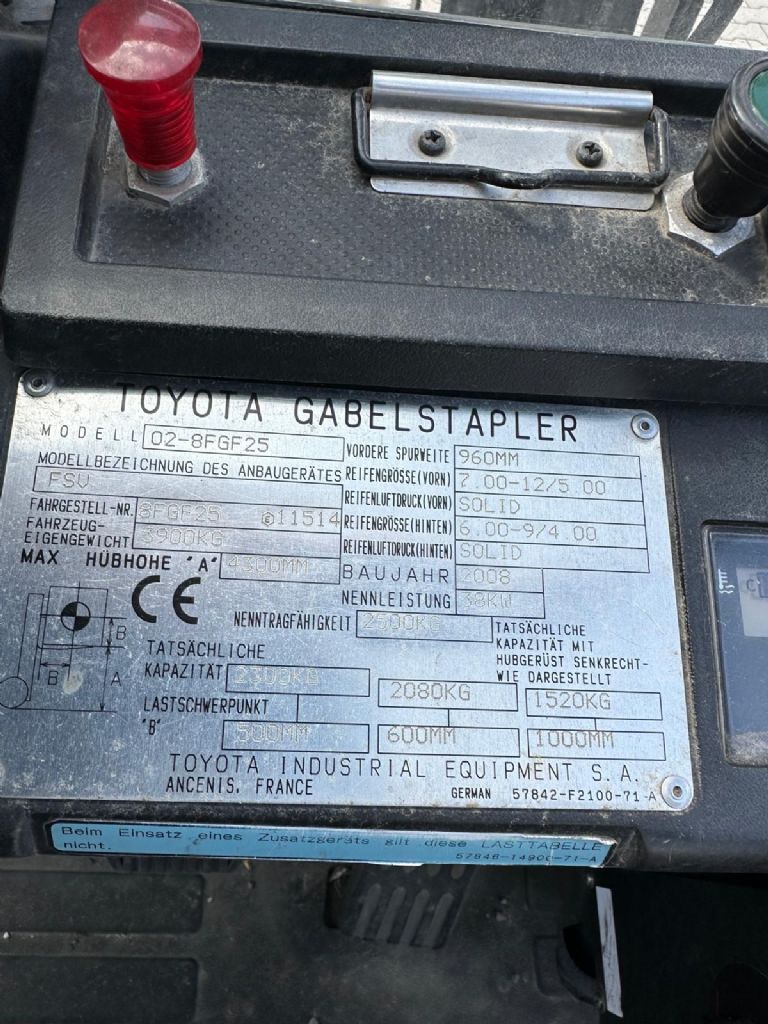 TOYOTA GABELSTAPLER
MODELL 02-8FGF25
VORDERE SPURWEITE 960MM
MODELLBEZEICHNUNG DES ANBAUGERÄTES
FSV
REIFENGRÖSSE(VORN) 7.00-12/5.00
REIFENLUFTDRUCK(VORN) SOLID
FAHRGESTELL-NR. 8FGF25 11514
REIFENGRÖSSE(HINTEN) 6.00-9/4.00
FAHRZEUG-
EIGENGEWICHT 3900KG
REIFENLUFTDRUCK(HINTEN) SOLID
MAX HÜBHOHE "A" 4300MM
BAUJAHR 2008
CE
NENNLEISTUNG 38KW
NENNTRAGFÄHIGKEIT 2500KG
TATSÄCHLICHE
KAPAZITÄT MIT
HUBGERÜST SENKRECHT-
WIE DARGESTELLT
B
B
A
TATSÄCHLICHE
KAPAZITÄT 2300KG 2080KG 1520KG
LASTSCHWERPUNKT
"B" 500MM 600MM 1000MM
TOYOTA INDUSTRIAL EQUIPMENT S.A.
ANCENIS, FRANCE
GERMAN 57842-F2100-71-A
Beim Einsatz eines Zusatzgeräts gilt diese LASTTABELLE
nicht.
57846-14900-71-A